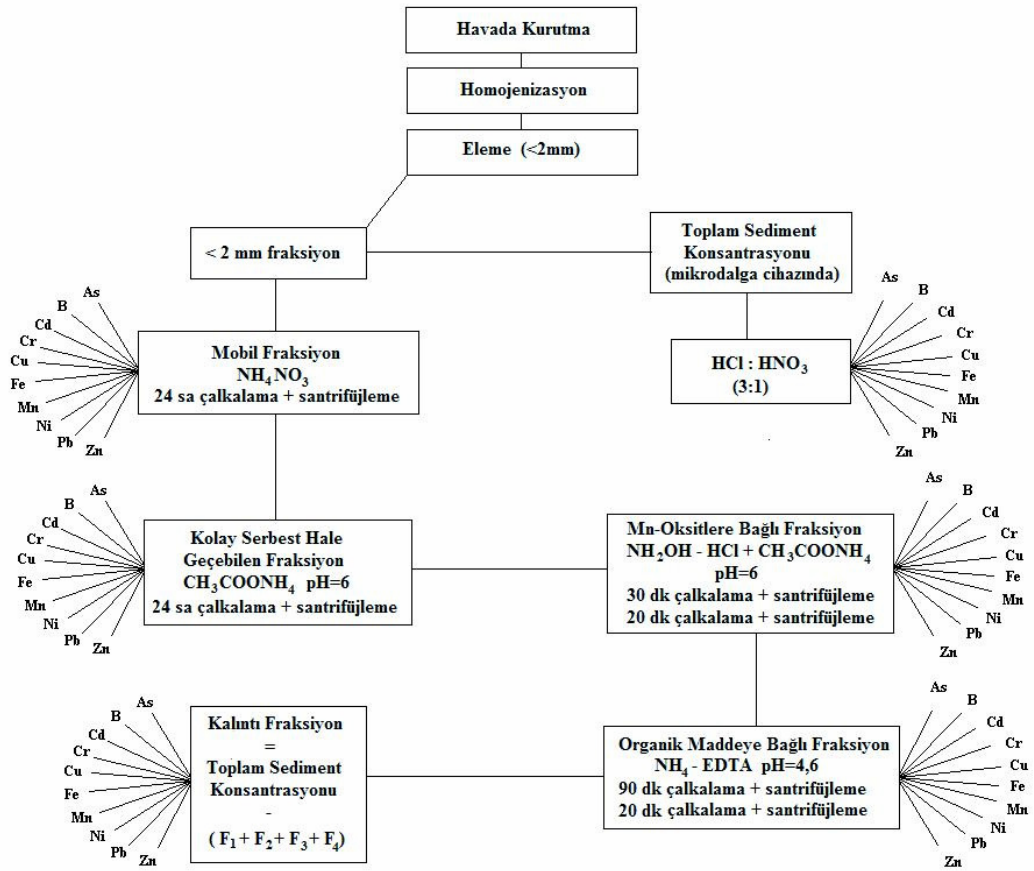 Havada Kurutma
Homojenizasyon
Eleme (<2mm)
< 2 mm fraksiyon
Toplam Sediment
Konsantrasyonu
(mikrodalga cihazında)
As
B
Cd
Cr
Cu
Fe
Mn
Ni
Pb
Zn
Mobil Fraksiyon
NH₄NO₃
24 sa çalkalama + santrifüjleme
HCl : HNO₃
(3:1)
As
B
Cd
Cr
Cu
Fe
Mn
Ni
Pb
Zn
As
B
Cd
Cr
Cu
Fe
Mn
Ni
Pb
Zn
Kolay Serbest Hale
Geçebilen Fraksiyon
CH₃COONH₄ pH=6
24 sa çalkalama + santrifüjleme
Mn-Oksitlere Bağlı Fraksiyon
NH₂OH - HCl + CH₃COONH₄
pH=6
30 dk çalkalama + santrifüjleme
20 dk çalkalama + santrifüjleme
As
B
Cd
Cr
Cu
Fe
Mn
Ni
Pb
Zn
As
B
Cd
Cr
Cu
Fe
Mn
Ni
Pb
Zn
Kalıntı Fraksiyon
=
Toplam Sediment
Konsantrasyonu
-
( F₁ + F₂ + F₃ + F₄)
Organik Maddeye Bağlı Fraksiyon
NH₄ - EDTA pH=4,6
90 dk çalkalama + santrifüjleme
20 dk çalkalama + santrifüjleme
As
B
Cd
Cr
Cu
Fe
Mn
Ni
Pb
Zn